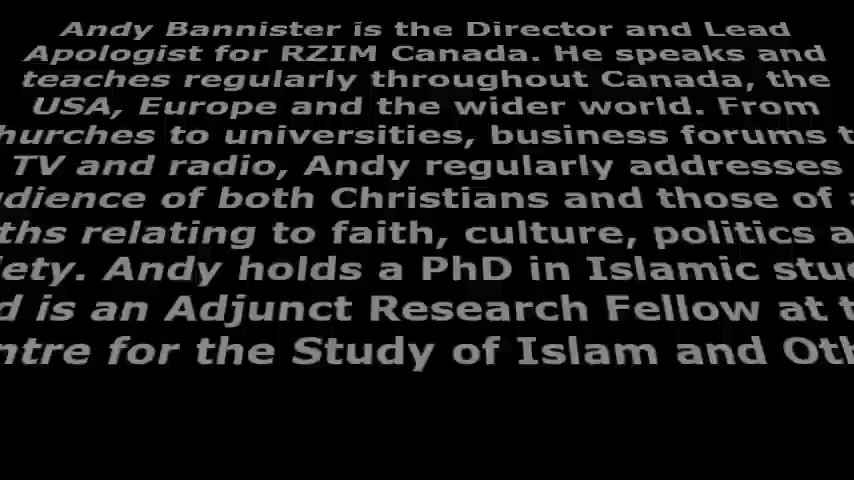 Andy Bannister is the Director and Lead
Apologist for RZIM Canada. He speaks and
teaches regularly throughout Canada, the
USA, Europe and the wider world. From
hurches to universities, business forums t
TV and radio, Andy regularly addresses
dience of both Christians and those of a
ths relating to faith, culture, politics a
iety. Andy holds a PhD in Islamic stud
d is an Adjunct Research Fellow at t
ntre for the Study of Islam and Oth